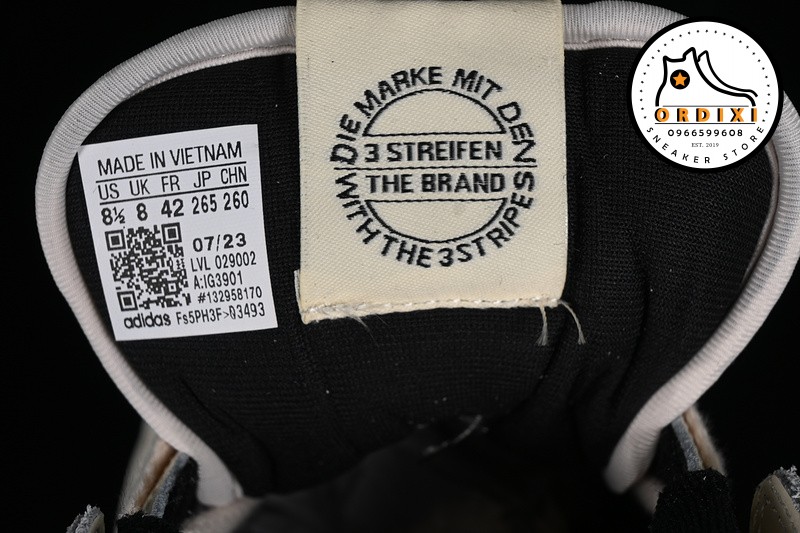 MADE IN VIETNAM
US UK FR JP CHN
8½ 8 42 265 260
07/23
LVL 029002
A:IG3901
#132958170
adidas Fs5PH3F>03493
DIE MARKE MIT DEN
3 STREIFEN
THE BRAND
WITH THE 3 STRIPES
ORDIXI
0966599608
EST. 2019
SNEAKER STORE